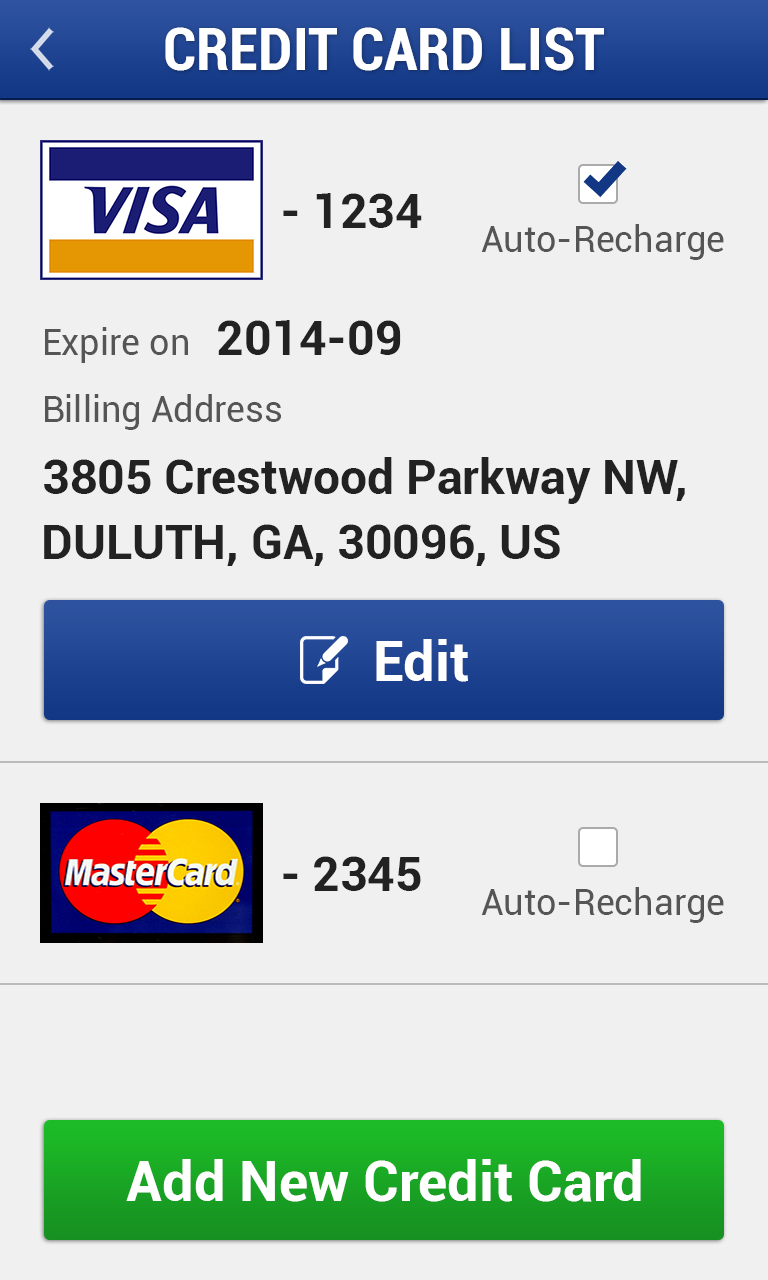 CREDIT CARD LIST
VISA - 1234
Auto-Recharge
Expire on 2014-09
Billing Address
3805 Crestwood Parkway NW,
DULUTH, GA, 30096, US
Edit
MasterCard - 2345
Auto-Recharge
Add New Credit Card